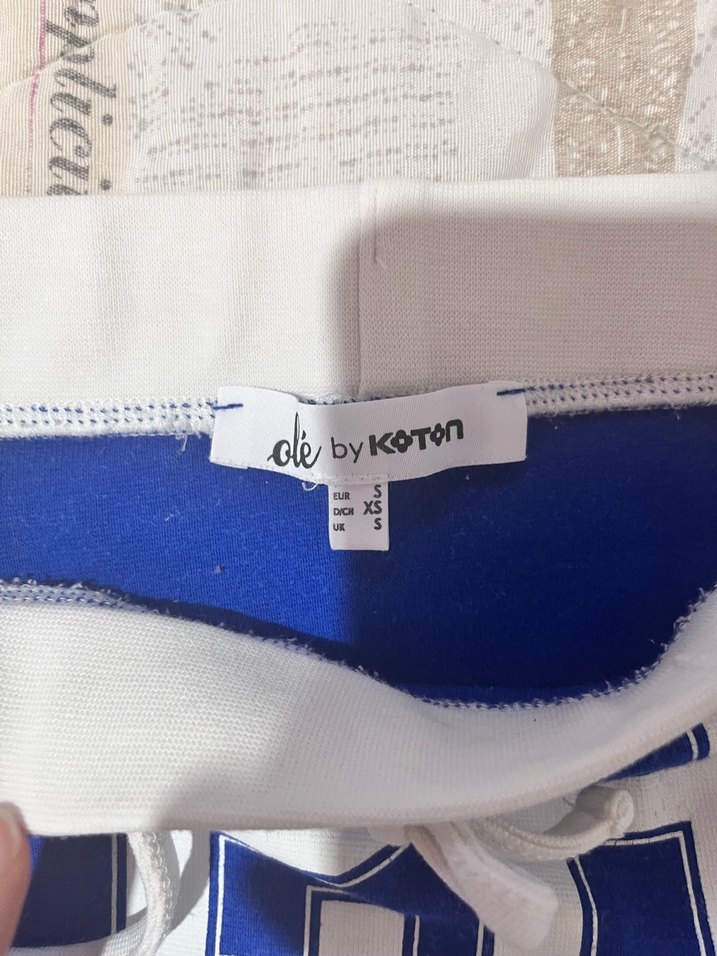 olé by KOTON
EUR S
D/CH XS
UK S